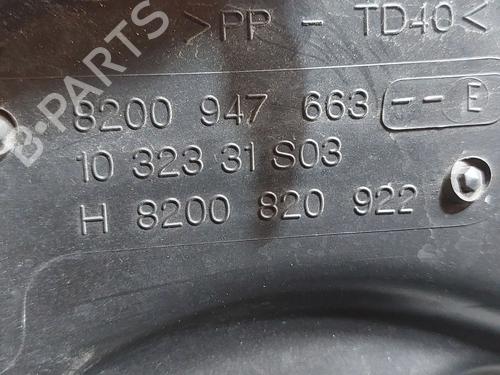 >PP - TD40<
8200 947 663 -- E
10 323 31 S03
H 8200 820 922
B-PARTS